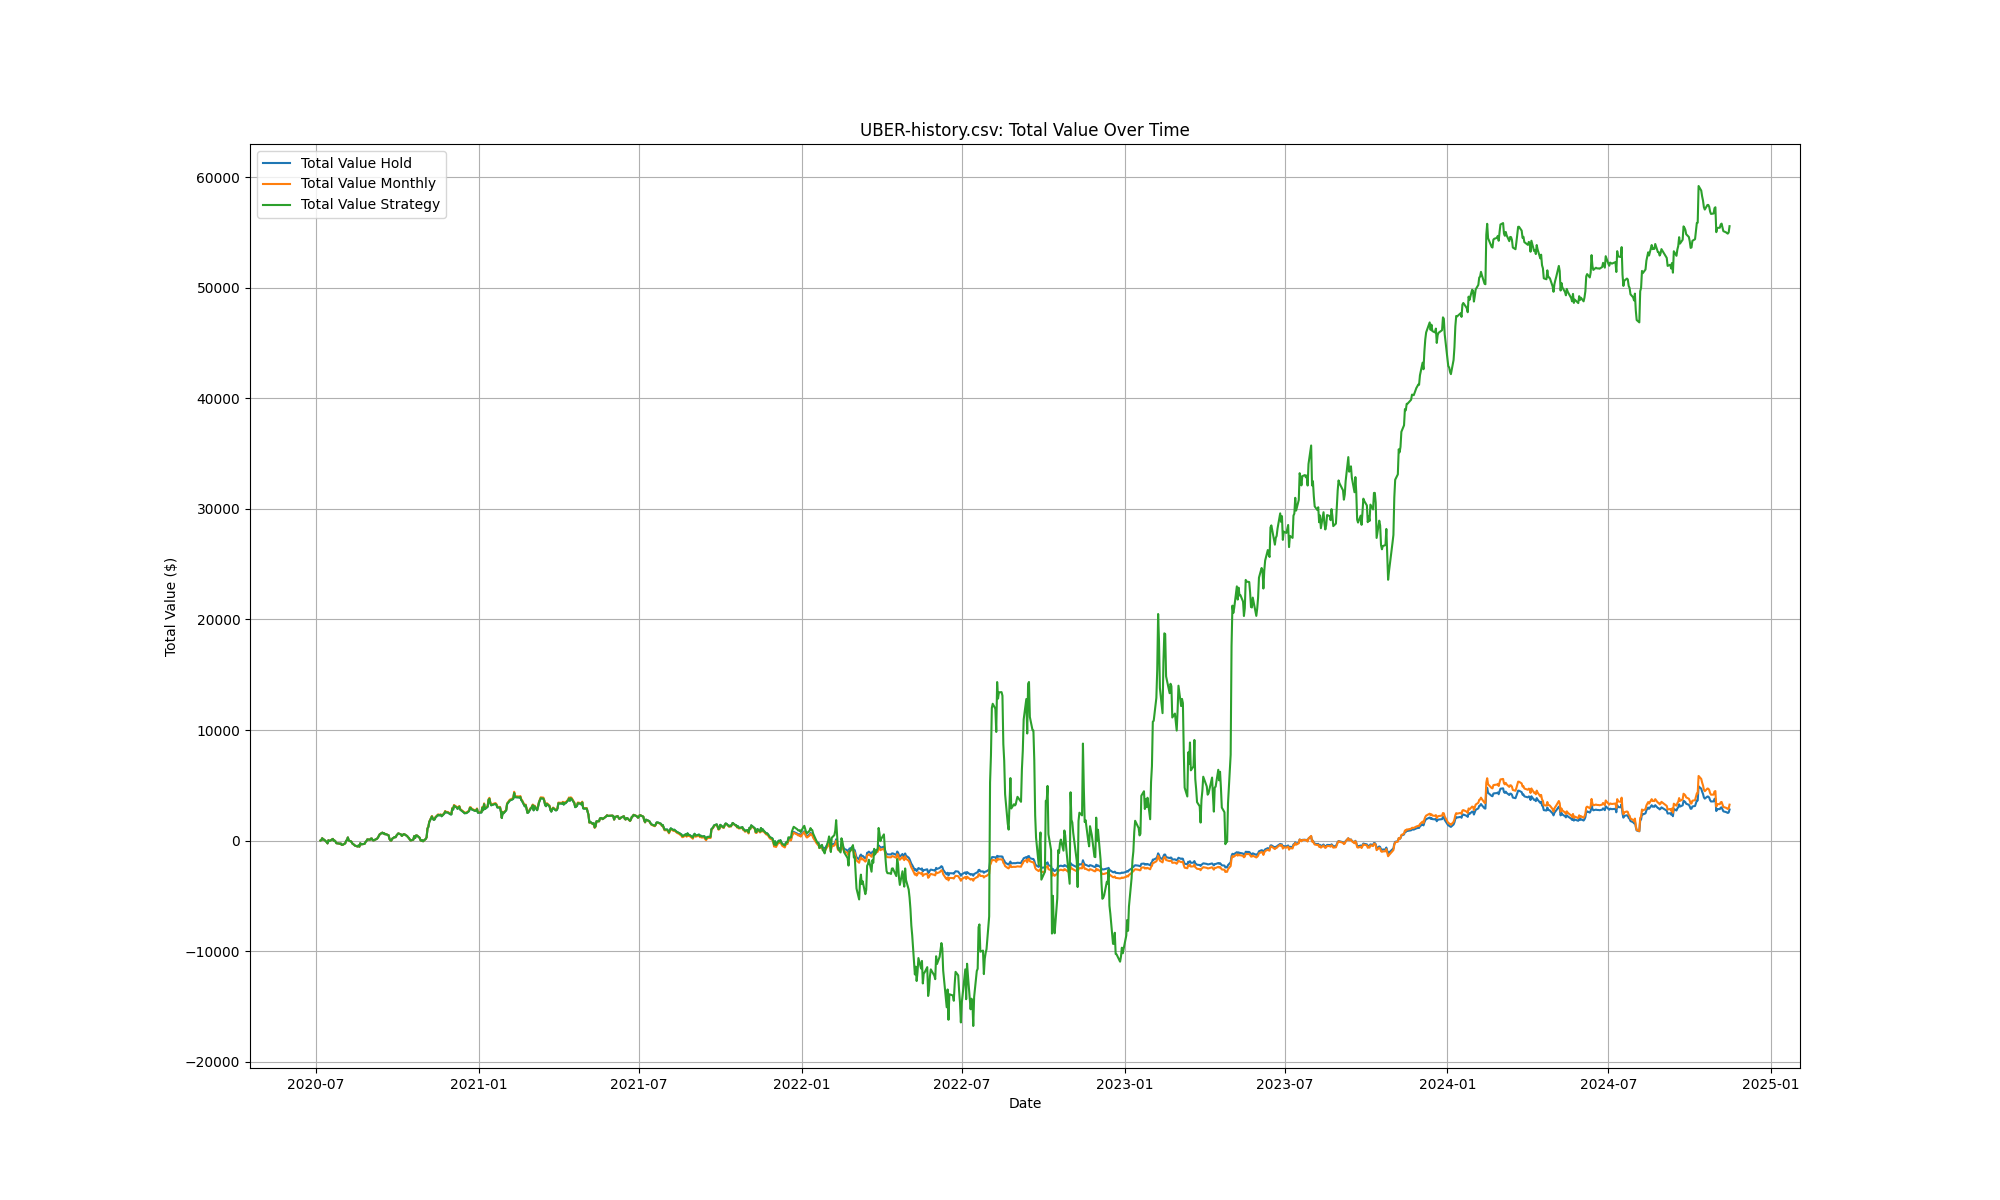 UBER-history.csv: Total Value Over Time
Total Value Hold
Total Value Monthly
Total Value Strategy
Total Value ($)
60000
50000
40000
30000
20000
10000
0
−10000
−20000
2020-07 2021-01 2021-07 2022-01 2022-07 2023-01 2023-07 2024-01 2024-07 2025-01
Date